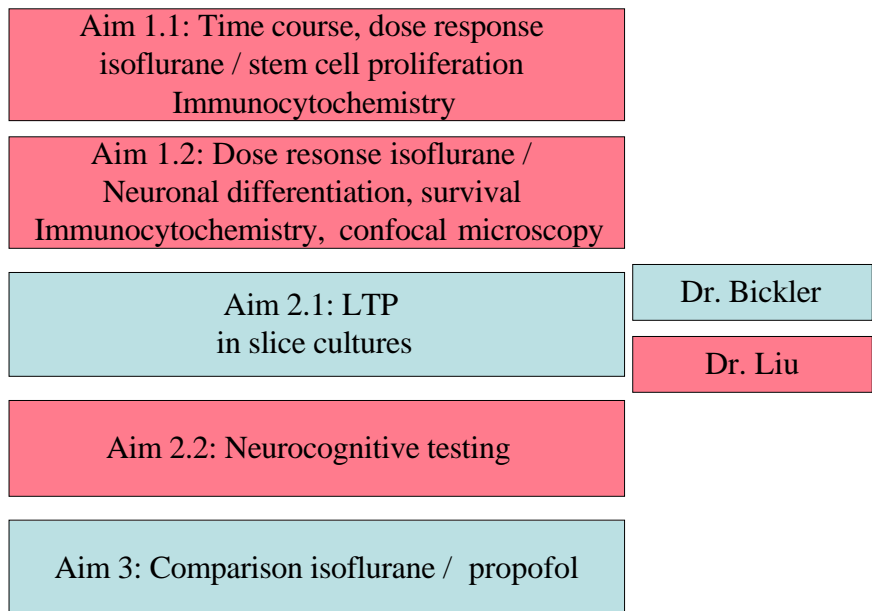 Aim 1.1: Time course, dose response
isoflurane / stem cell proliferation
Immunocytochemistry
Aim 1.2: Dose resonse isoflurane /
Neuronal differentiation, survival
Immunocytochemistry, confocal microscopy
Aim 2.1: LTP
in slice cultures
Dr. Bickler
Dr. Liu
Aim 2.2: Neurocognitive testing
Aim 3: Comparison isoflurane / propofol